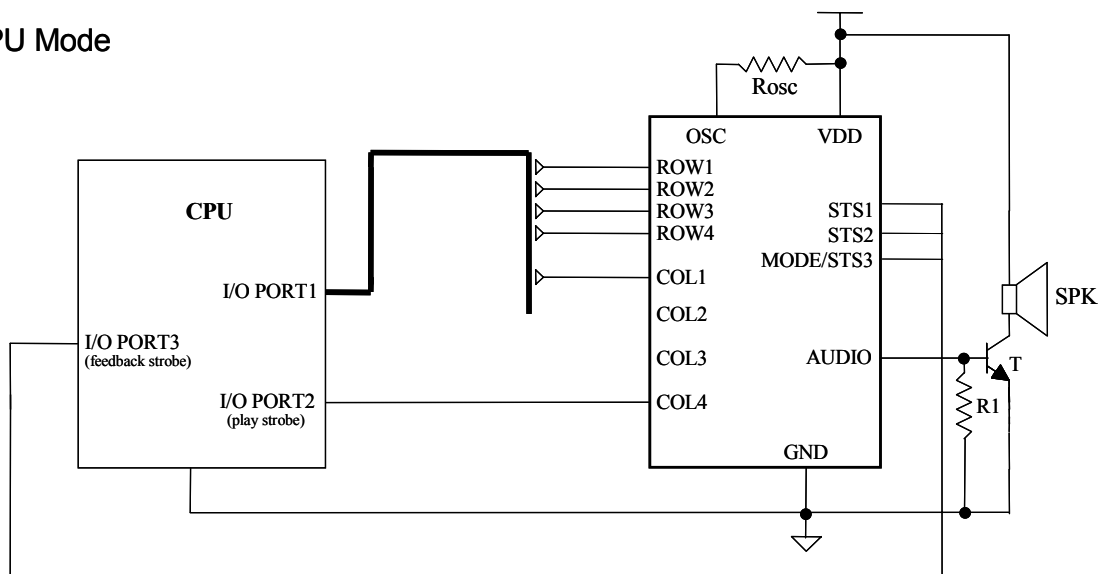 PU Mode
Rosc
OSC
VDD
ROW1
ROW2
ROW3
ROW4
COL1
COL2
COL3
COL4
STS1
STS2
MODE/STS3
AUDIO
GND
CPU
I/O PORT1
I/O PORT3
(feedback strobe)
I/O PORT2
(play strobe)
SPK
T
R1